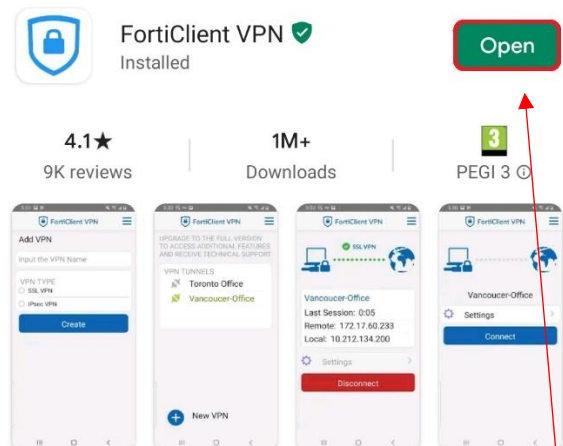 FortiClient VPN
Installed
Open
4.1★
9K reviews
1M+
Downloads
3
PEGI 3
FortiClient VPN
Add VPN
Input the VPN Name
VPN TYPE
SSL VPN
IPsec VPN
Create
FortiClient VPN
UPGRADE TO THE FULL VERSION
TO ACCESS ADDITIONAL FEATURES
AND RECEIVE TECHNICAL SUPPORT
VPN TUNNELS
Toronto Office
Vancoucer-Office
New VPN
FortiClient VPN
SSL VPN
Vancoucer-Office
Last Session: 0:05
Remote: 172.17.60.233
Local: 10.212.134.200
Settings
Disconnect
FortiClient VPN
Vancoucer-Office
Settings
Connect